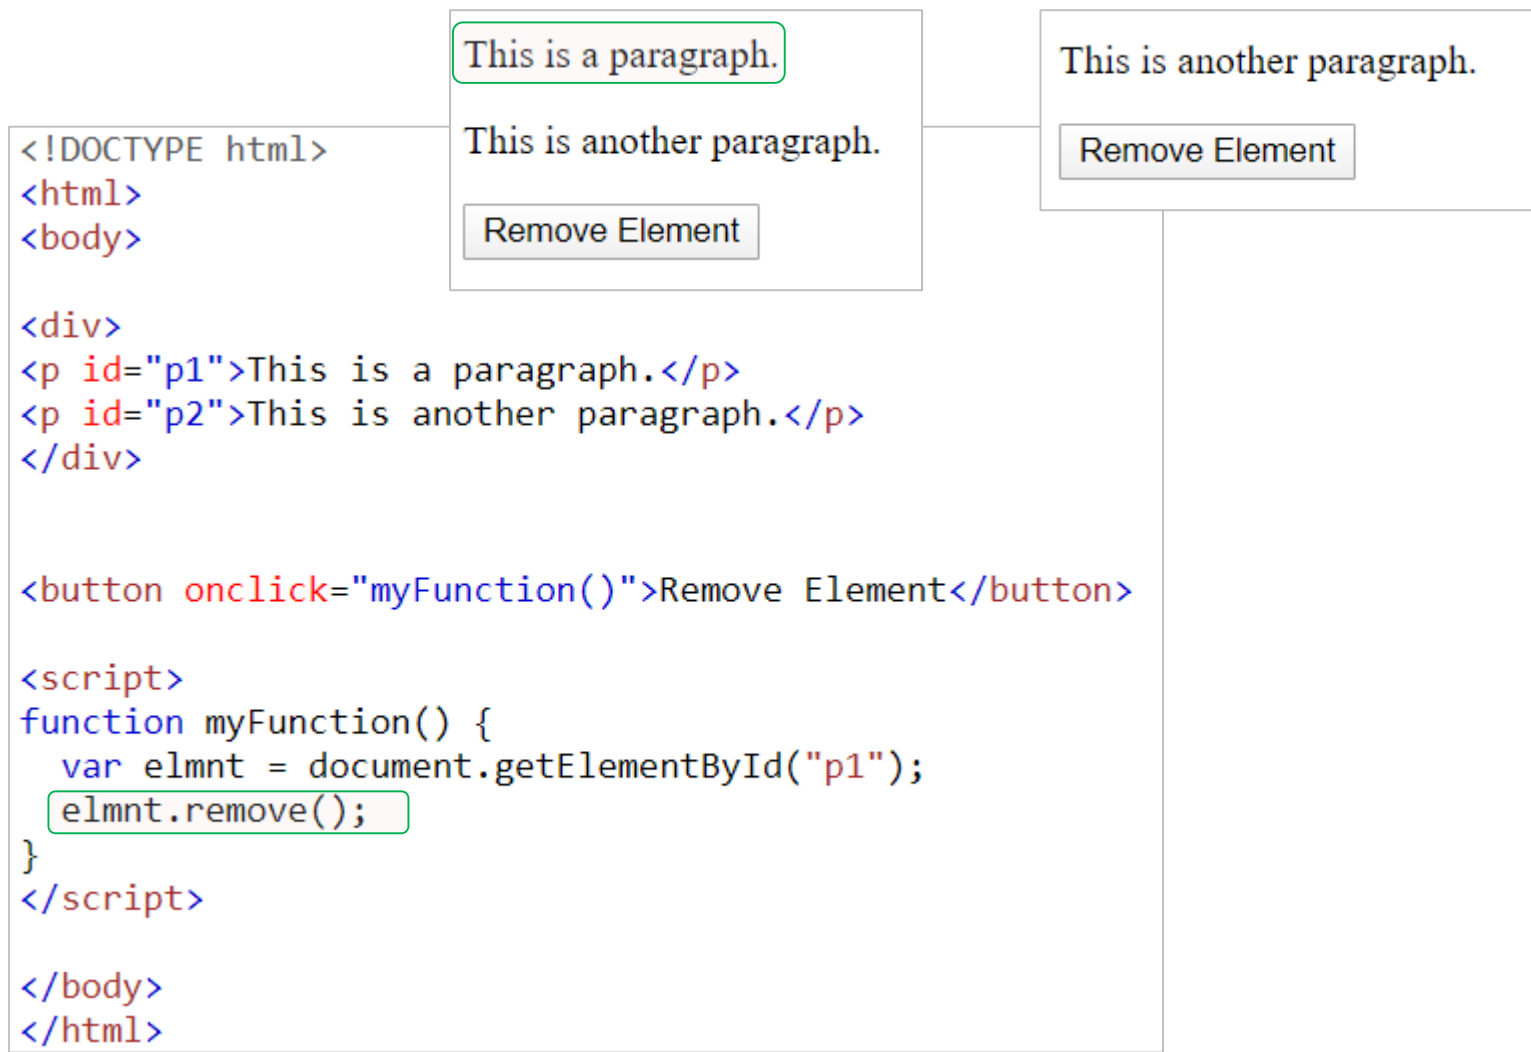 This is a paragraph.
This is another paragraph.
Remove Element
This is another paragraph.
Remove Element
<!DOCTYPE html>
<html>
<body>
<div>
<p id="p1">This is a paragraph.</p>
<p id="p2">This is another paragraph.</p>
</div>
<button onclick="myFunction()">Remove Element</button>
<script>
function myFunction() {
  var elmnt = document.getElementById("p1");
  elmnt.remove();
}
</script>
</body>
</html>